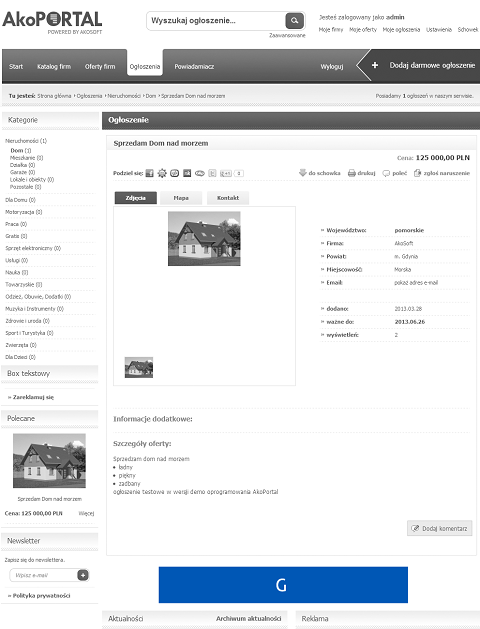 AkoPORTAL
POWERED BY AKOSOFT
Wyszukaj ogłoszenie...
Zaawansowane
Jesteś zalogowany jako admin
Moje firmy Moje oferty Moje ogłoszenia Ustawienia Schowek
Start Katalog firm Oferty firm Ogłoszenia Powiadamiacz Wyloguj + Dodaj darmowe ogłoszenie
Tu jesteś: Strona główna › Ogłoszenia › Nieruchomości › Dom › Sprzedam Dom nad morzem
Posiadamy 1 ogłoszeń w naszym serwisie.
Kategorie
Nieruchomości (1)
Dom (1)
Mieszkanie (0)
Działka (0)
Garaże (0)
Lokale i obiekty (0)
Pozostałe (0)
Dla Domu (0)
Motoryzacja (0)
Praca (0)
Gratis (0)
Sprzęt elektroniczny (0)
Usługi (0)
Nauka (0)
Towarzyskie (0)
Odzież, Obuwie, Dodatki (0)
Muzyka i Instrumenty (0)
Zdrowie i uroda (0)
Sport i Turystyka (0)
Zwierzęta (0)
Dla Dzieci (0)
Box tekstowy
» Zareklamuj się
Polecane
Sprzedam Dom nad morzem
Cena: 125 000,00 PLN Więcej
Newsletter
Zapisz się do newslettera.
Wpisz e-mail
» Polityka prywatności
Ogłoszenie
Sprzedam Dom nad morzem
Cena: 125 000,00 PLN
Podziel się:
0
do schowka drukuj poleć zgłoś naruszenie
Zdjęcia Mapa Kontakt
» Województwo: pomorskie
» Firma: AkoSoft
» Powiat: m. Gdynia
» Miejscowość: Morska
» Email: pokaż adres e-mail
» dodano: 2013.03.28
» ważne do: 2013.06.26
» wyświetleń: 2
Informacje dodatkowe:
Szczegóły oferty:
Sprzedzam dom nad morzem
• ładny
• piękny
• zadbany
ogłoszenie testowe w wersji demo oprogramowania AkoPortal
Dodaj komentarz
G
Aktualności Archiwum aktualności
Reklama